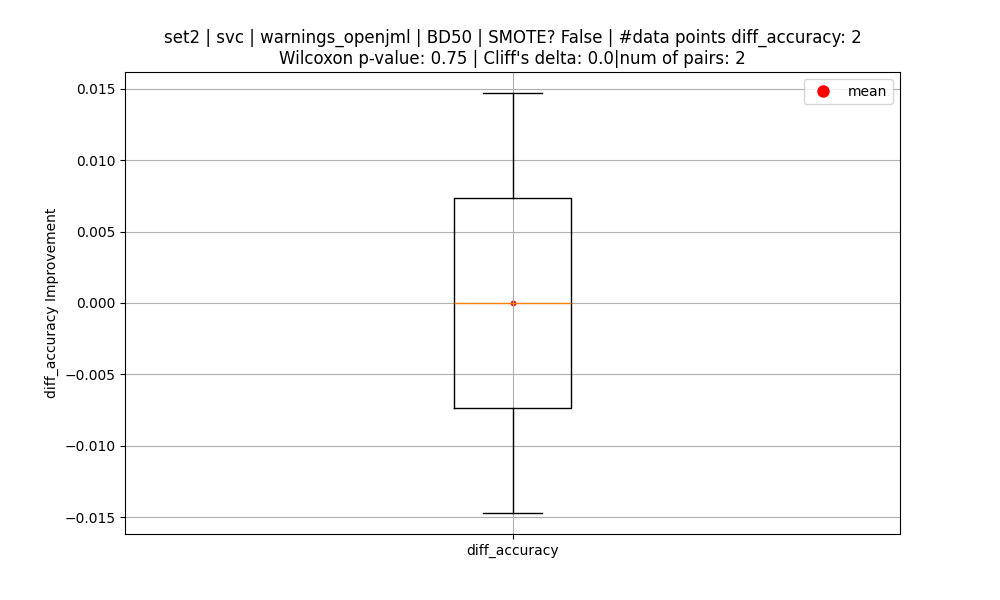 set2 | svc | warnings_openjml | BD50 | SMOTE? False | #data points diff_accuracy: 2
Wilcoxon p-value: 0.75 | Cliff's delta: 0.0|num of pairs: 2
mean
0.015
0.010
0.005
0.000
−0.005
−0.010
−0.015
diff_accuracy Improvement
diff_accuracy